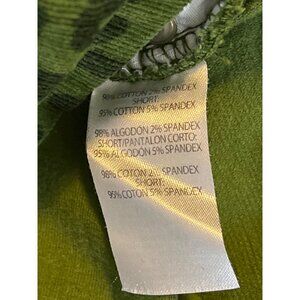 98% COTTON 2% SPANDEX
SHORT:
95% COTTON 5% SPANDEX
98% ALGODON 2% SPANDEX
SHORT/PANTALON CORTO:
95% ALGODÓN 5% SPANDEX
98% COTON 2% SPANDEX
SHORT:
95% COTON 5% SPANDEX